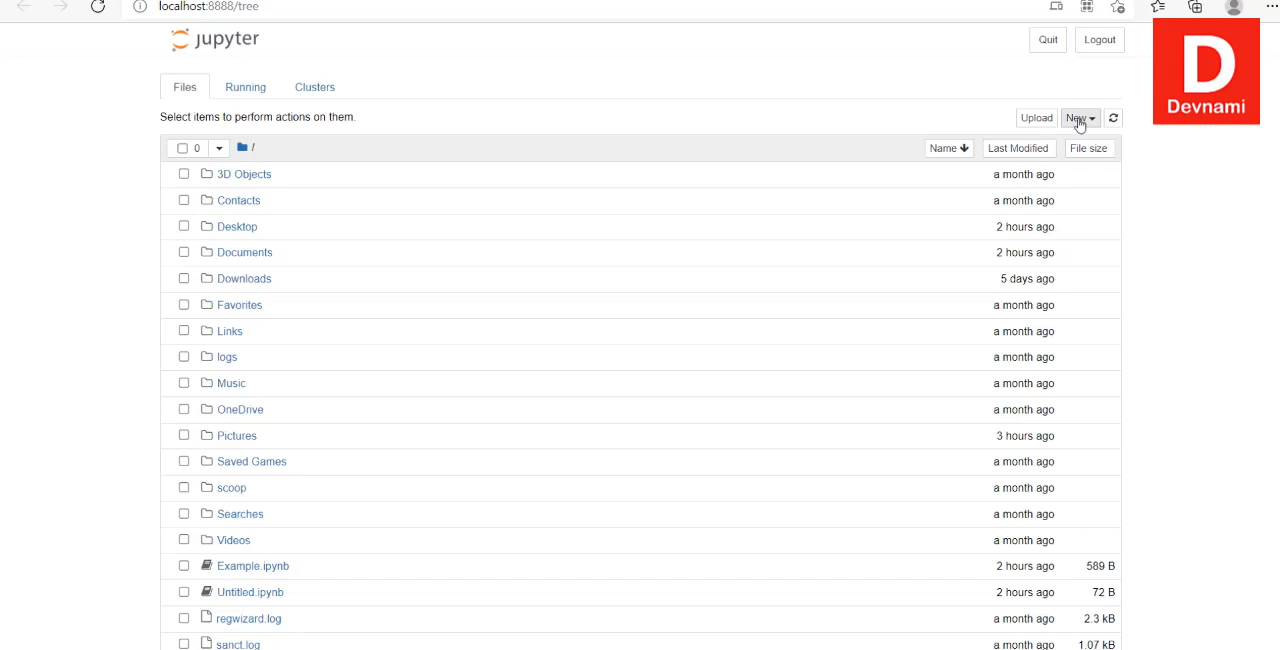 localhost:8888/tree
jupyter
Quit Logout
D
Devnami
Files Running Clusters
Select items to perform actions on them.
Upload New
0 / Name Last Modified File size
3D Objects a month ago
Contacts a month ago
Desktop 2 hours ago
Documents 2 hours ago
Downloads 5 days ago
Favorites a month ago
Links a month ago
logs a month ago
Music a month ago
OneDrive a month ago
Pictures 3 hours ago
Saved Games a month ago
scoop a month ago
Searches a month ago
Videos a month ago
Example.ipynb 2 hours ago 589 B
Untitled.ipynb 2 hours ago 72 B
regwizard.log a month ago 2.3 kB
sanct.log a month ago 1.07 kB